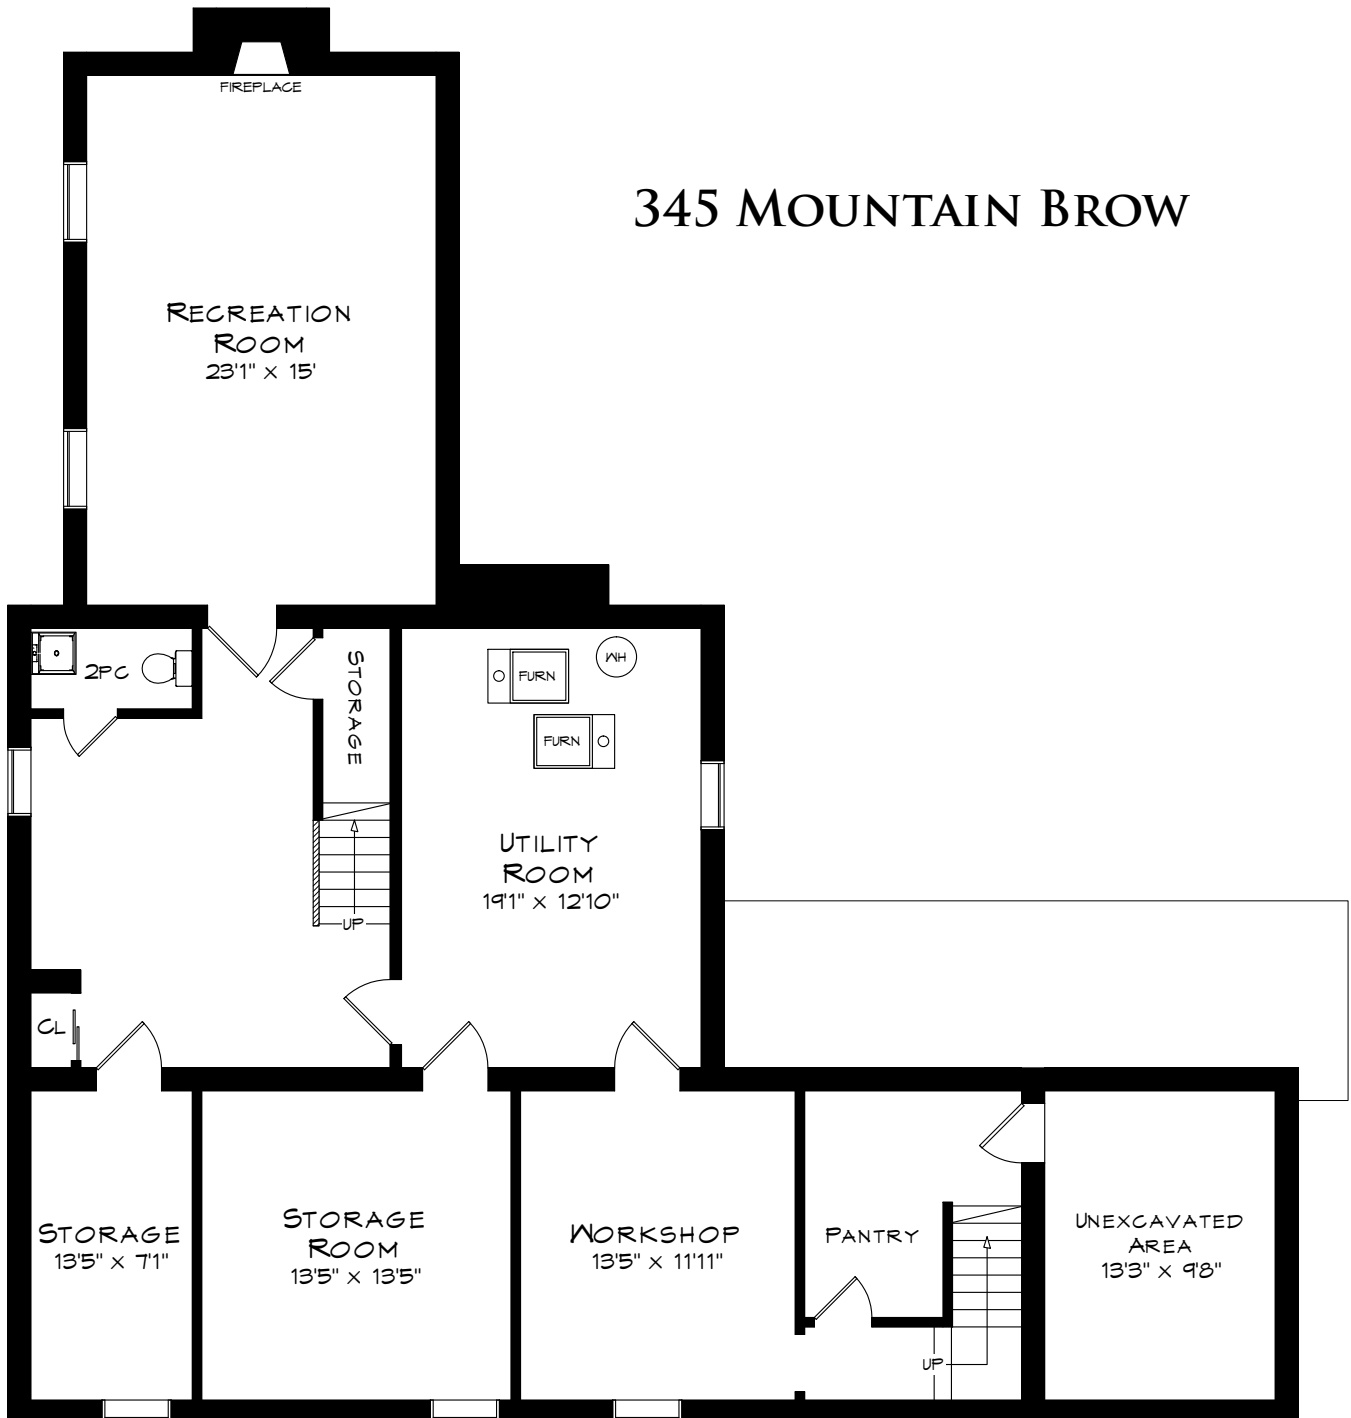 FIREPLACE
345 MOUNTAIN BROW
RECREATION
ROOM
23'1" x 15'
2PC
STORAGE
FURN
WH
FURN
UTILITY
ROOM
19'1" x 12'10"
UP
CL
STORAGE
13'5" x 7'1"
STORAGE
ROOM
13'5" x 13'5"
WORKSHOP
13'5" x 11'11"
PANTRY
UP
UNEXCAVATED
AREA
13'3" x 9'8"